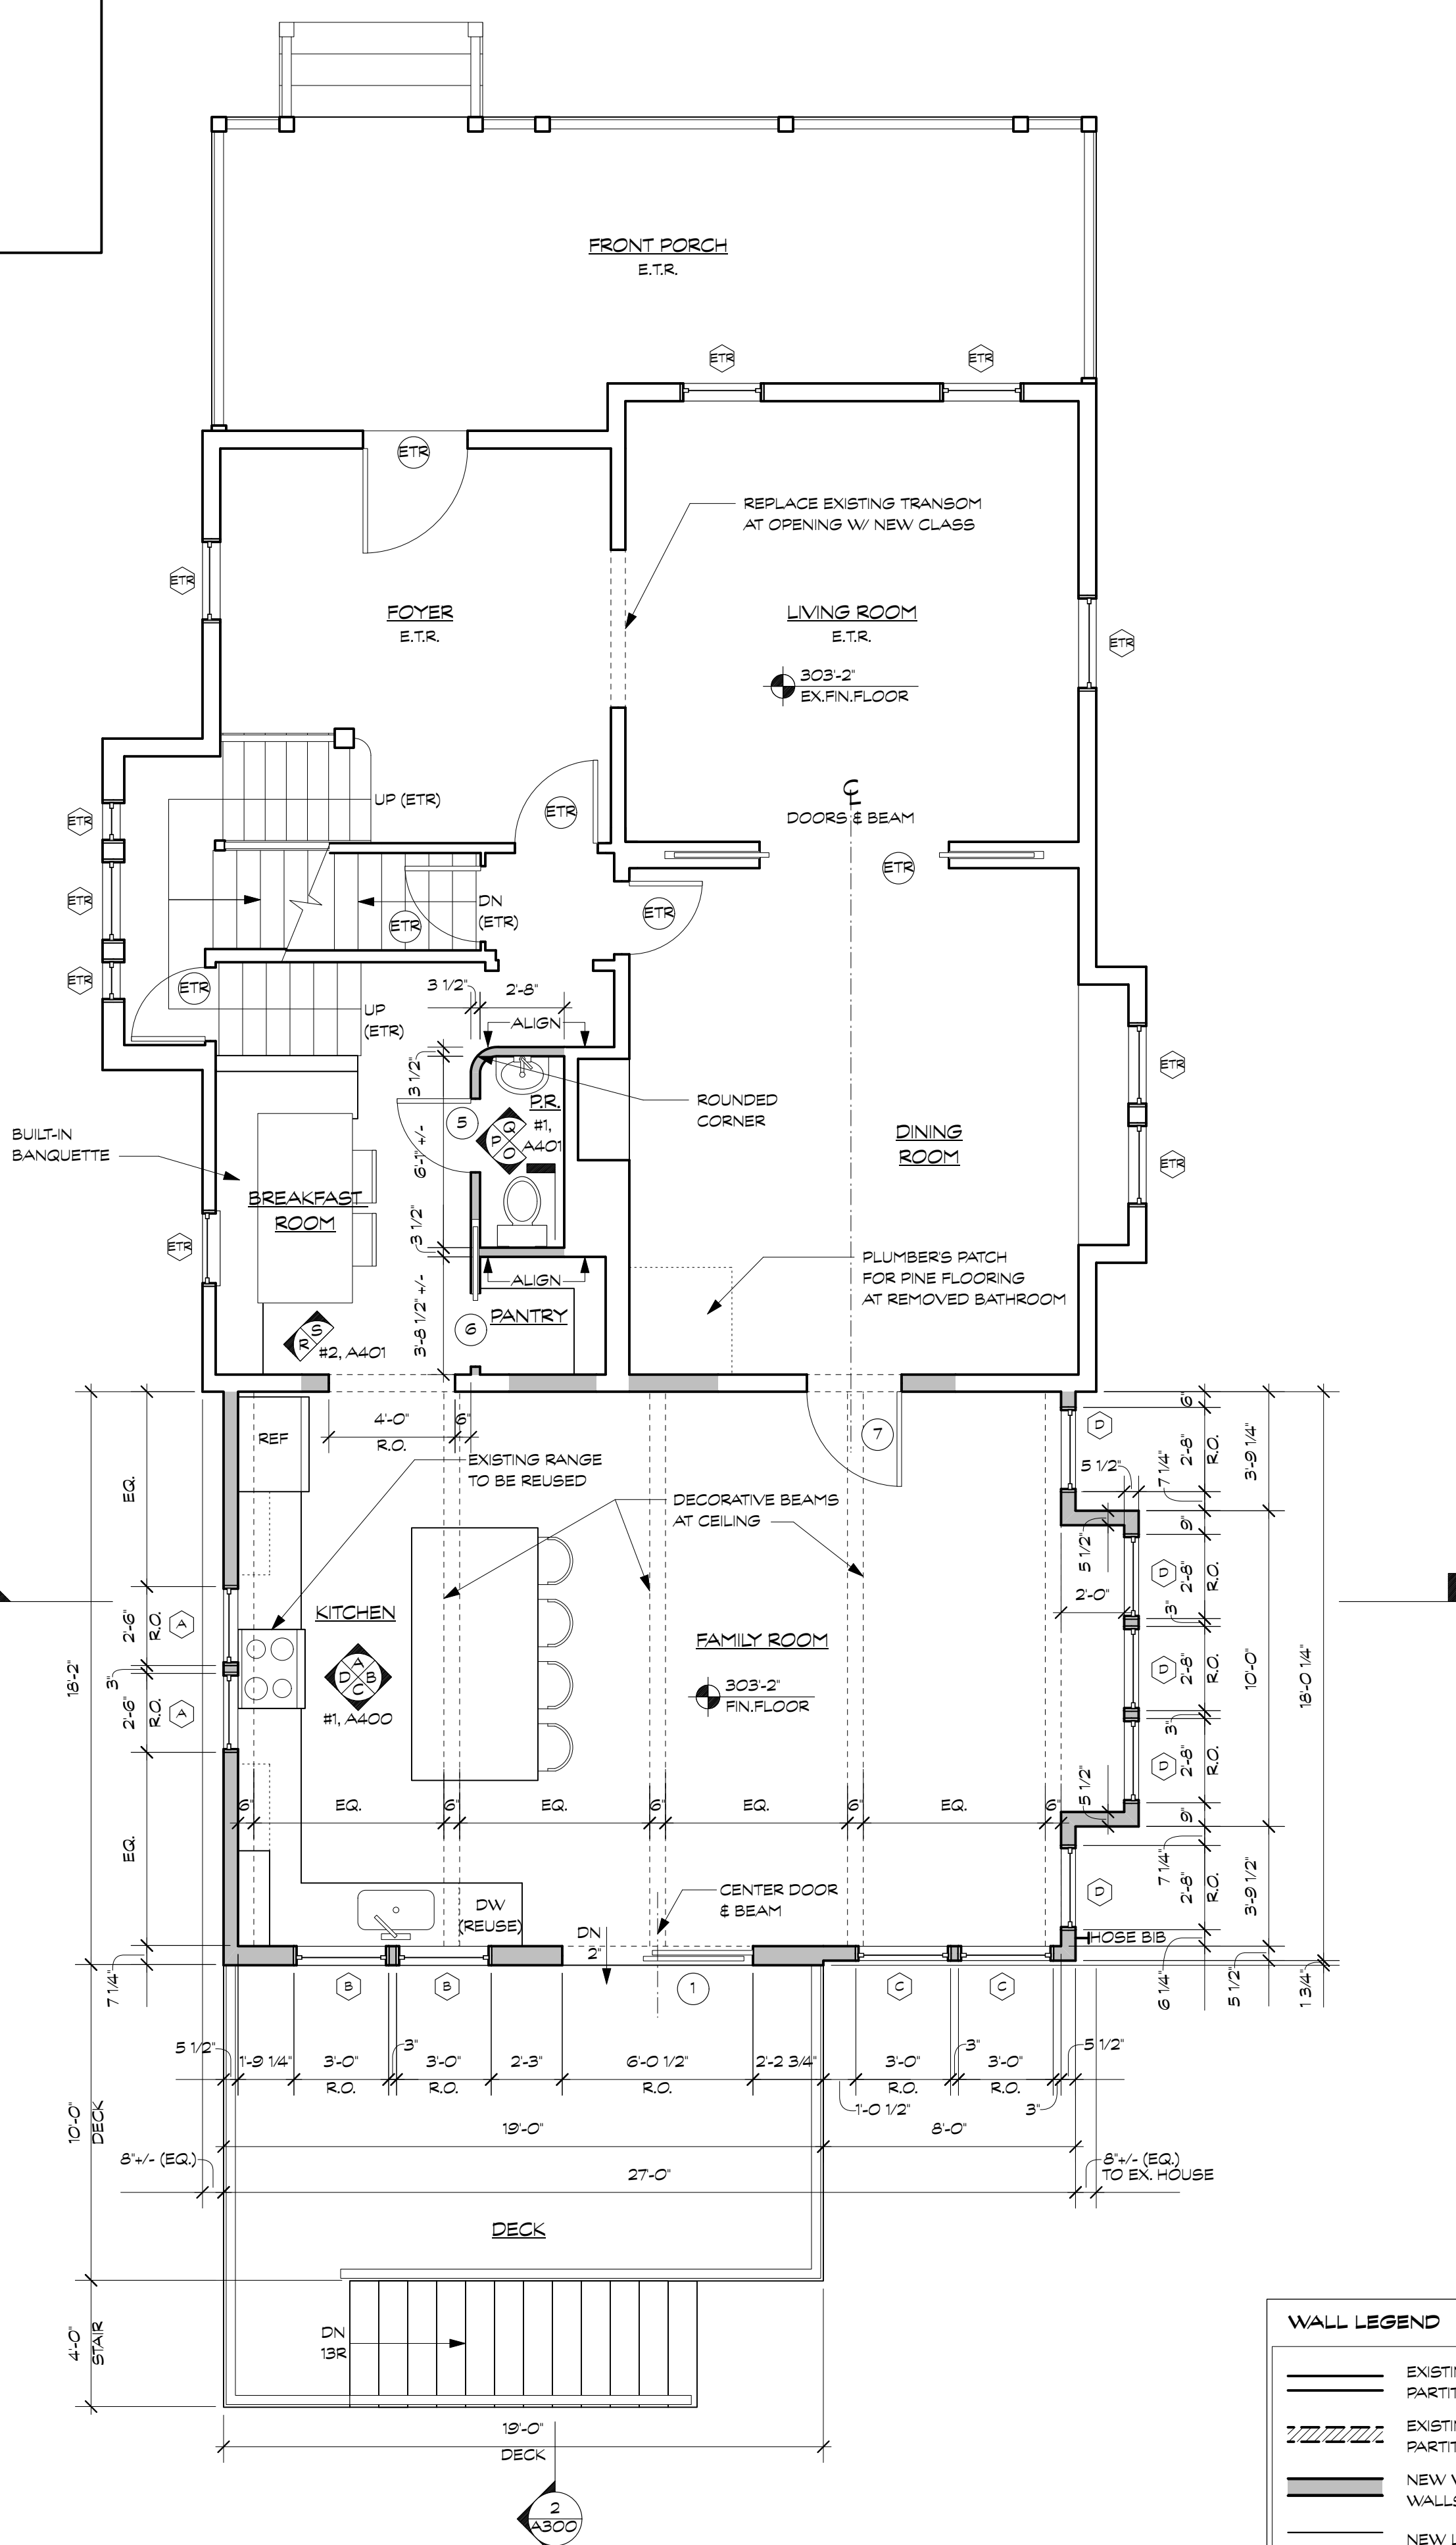 FRONT PORCH
E.T.R.
ETR
ETR
ETR
REPLACE EXISTING TRANSOM
AT OPENING W/ NEW CLASS
ETR
FOYER
E.T.R.
LIVING ROOM
E.T.R.
ETR
303'-2"
EX.FIN.FLOOR
UP (ETR)
ETR
ETR
℄
DOORS & BEAM
ETR
ETR
DN
(ETR)
ETR
ETR
ETR
ETR
UP
(ETR)
3 1/2"
2'-8"
ALIGN
3 1/2"
ETR
ROUNDED
CORNER
P.R.
#1,
A401
5
Q
P
O
6'-1" +/-
BUILT-IN
BANQUETTE
DINING
ROOM
ETR
BREAKFAST
ROOM
3 1/2"
ETR
PLUMBER'S PATCH
FOR PINE FLOORING
AT REMOVED BATHROOM
ALIGN
PANTRY
6
3'-8 1/2" +/-
S
R
#2, A401
REF
4'-0"
R.O.
6"
EXISTING RANGE
TO BE REUSED
7
D
6"
2'-8"
R.O.
3'-9 1/4"
5 1/2"
7 1/4"
DECORATIVE BEAMS
AT CEILING
EQ.
9"
5 1/2"
D
2'-8"
R.O.
2'-0"
3"
18'-2"
2'-6"
R.O.
A
3"
2'-6"
R.O.
A
KITCHEN
A
D
B
C
#1, A400
FAMILY ROOM
303'-2"
FIN.FLOOR
D
2'-8"
R.O.
10'-0"
18'-0 1/4"
3"
D
2'-8"
R.O.
5 1/2"
9"
6"
EQ.
6"
EQ.
6"
EQ.
6"
EQ.
6"
EQ.
7 1/4"
D
2'-8"
R.O.
3'-9 1/2"
CENTER DOOR
& BEAM
DW
(REUSE)
DN
2"
HOSE BIB
7 1/4"
B
B
1
C
C
6 1/4"
5 1/2"
1 3/4"
5 1/2"
1'-9 1/4"
3'-0"
R.O.
3"
3'-0"
R.O.
2'-3"
6'-0 1/2"
R.O.
2'-2 3/4"
1'-0 1/2"
3'-0"
R.O.
3"
3'-0"
R.O.
3"
5 1/2"
10'-0"
DECK
19'-0"
8'-0"
8"+/- (EQ.)
27'-0"
8"+/- (EQ.)
TO EX. HOUSE
DECK
DN
13R
4'-0"
STAIR
19'-0"
DECK
2
A300
WALL LEGEND
EXISTIN
PARTIT
EXISTIN
PARTIT
NEW W
WALLS
NEW L